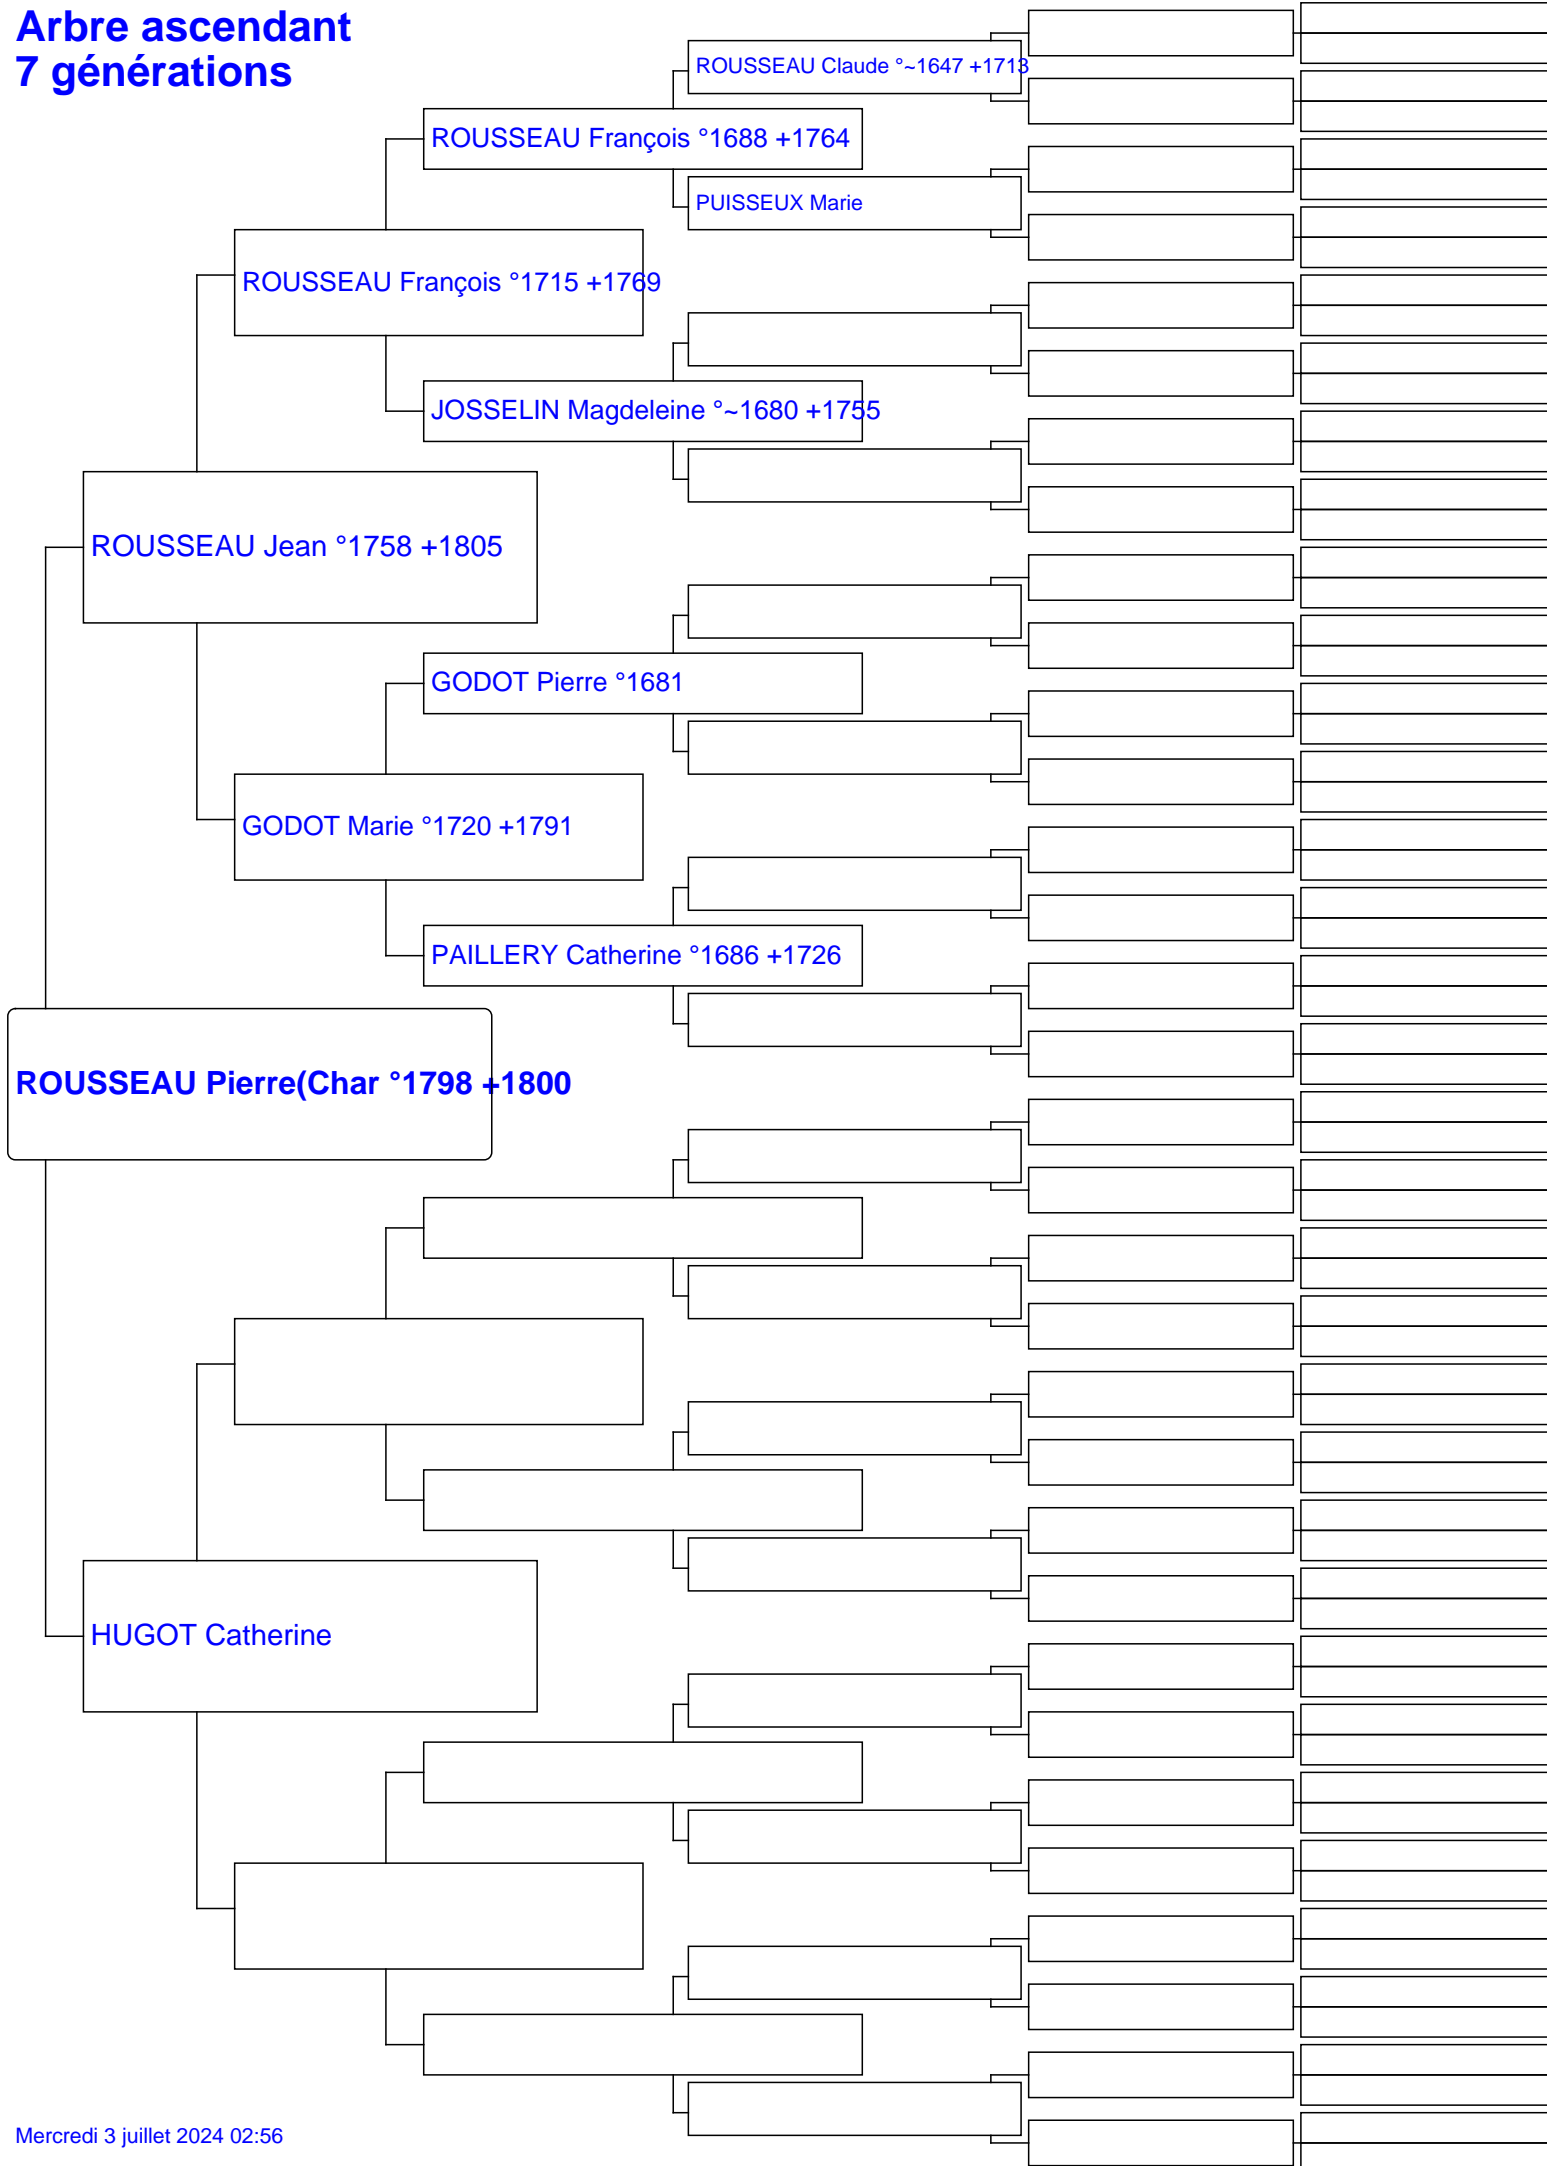 Arbre ascendant
7 générations
ROUSSEAU Claude °~1647 +1713
ROUSSEAU François °1688 +1764
PUISSEUX Marie
ROUSSEAU François °1715 +1769
JOSSELIN Magdeleine °~1680 +1755
ROUSSEAU Jean °1758 +1805
GODOT Pierre °1681
GODOT Marie °1720 +1791
PAILLERY Catherine °1686 +1726
ROUSSEAU Pierre(Char °1798 +1800
HUGOT Catherine
Mercredi 3 juillet 2024 02:56